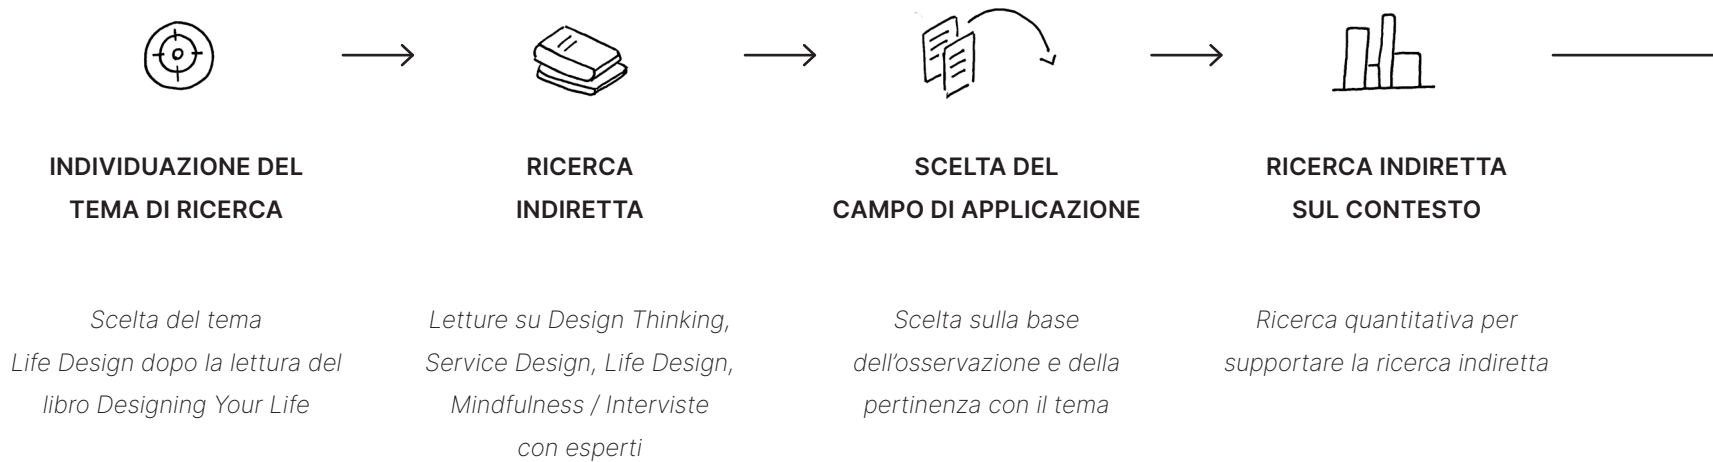 INDIVIDUAZIONE DEL
TEMA DI RICERCA
Scelta del tema
Life Design dopo la lettura del
libro Designing Your Life
RICERCA
INDIRETTA
Letture su Design Thinking,
Service Design, Life Design,
Mindfulness / Interviste
con esperti
SCELTA DEL
CAMPO DI APPLICAZIONE
Scelta sulla base
dell’osservazione e della
pertinenza con il tema
RICERCA INDIRETTA
SUL CONTESTO
Ricerca quantitativa per
supportare la ricerca indiretta